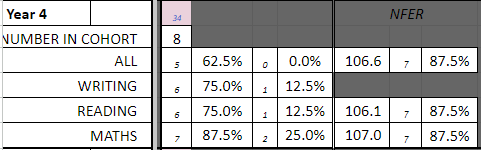 Year 4 34 NFER
NUMBER IN COHORT 8
ALL 5 62.5% 0 0.0% 106.6 7 87.5%
WRITING 6 75.0% 1 12.5%
READING 6 75.0% 1 12.5% 106.1 7 87.5%
MATHS 7 87.5% 2 25.0% 107.0 7 87.5%